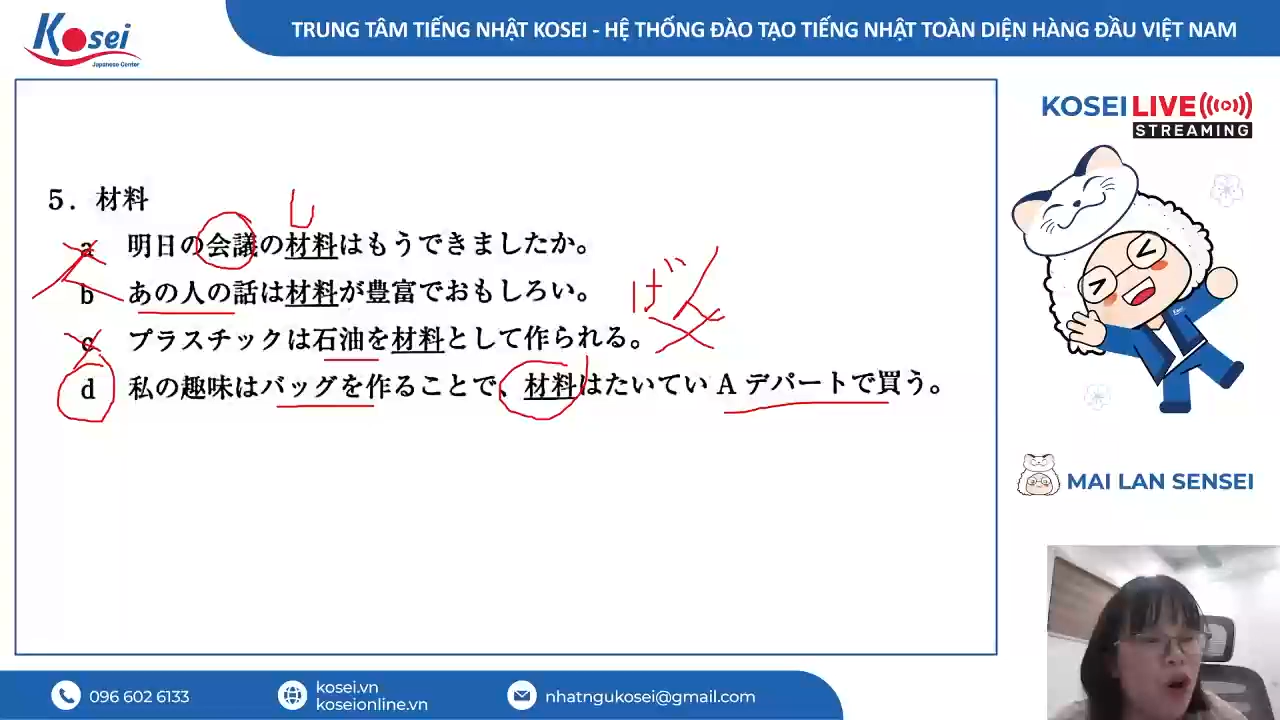 Kosei
Japanese Center
TRUNG TÂM TIẾNG NHẬT KOSEI - HỆ THỐNG ĐÀO TẠO TIẾNG NHẬT TOÀN DIỆN HÀNG ĐẦU VIỆT NAM
KOSEI LIVE
STREAMING
5．材料
し
a 明日の会議の材料はもうできましたか。
げん
b あの人の話は材料が豊富でおもしろい。
c プラスチックは石油を材料として作られる。
d 私の趣味はバッグを作ることで、材料はたいてい A デパートで買う。
MAI LAN SENSEI
096 602 6133
kosei.vn
koseionline.vn
nhatngukosei@gmail.com